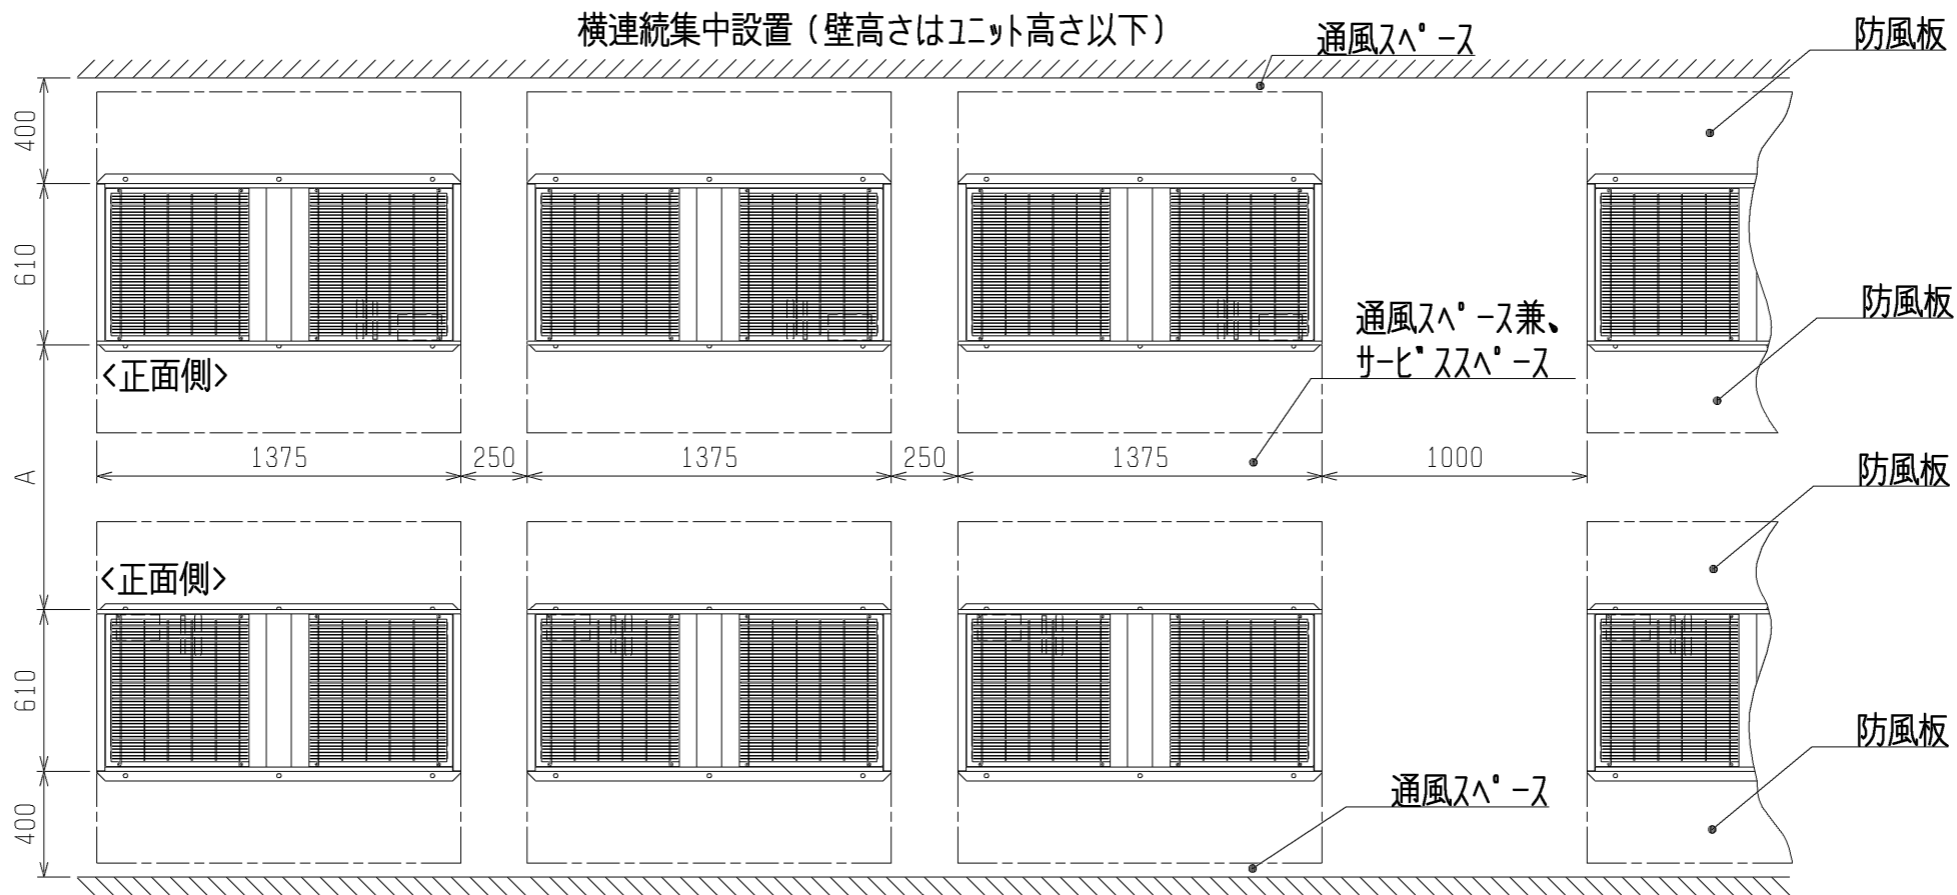 横連続集中設置（壁高さはユニット高さ以下）
通風スペース
防風板
400
610
防風板
通風スペース兼、
サービススペース
<正面側>
1375
250
1375
250
1375
1000
A
防風板
<正面側>
610
防風板
通風スペース
400